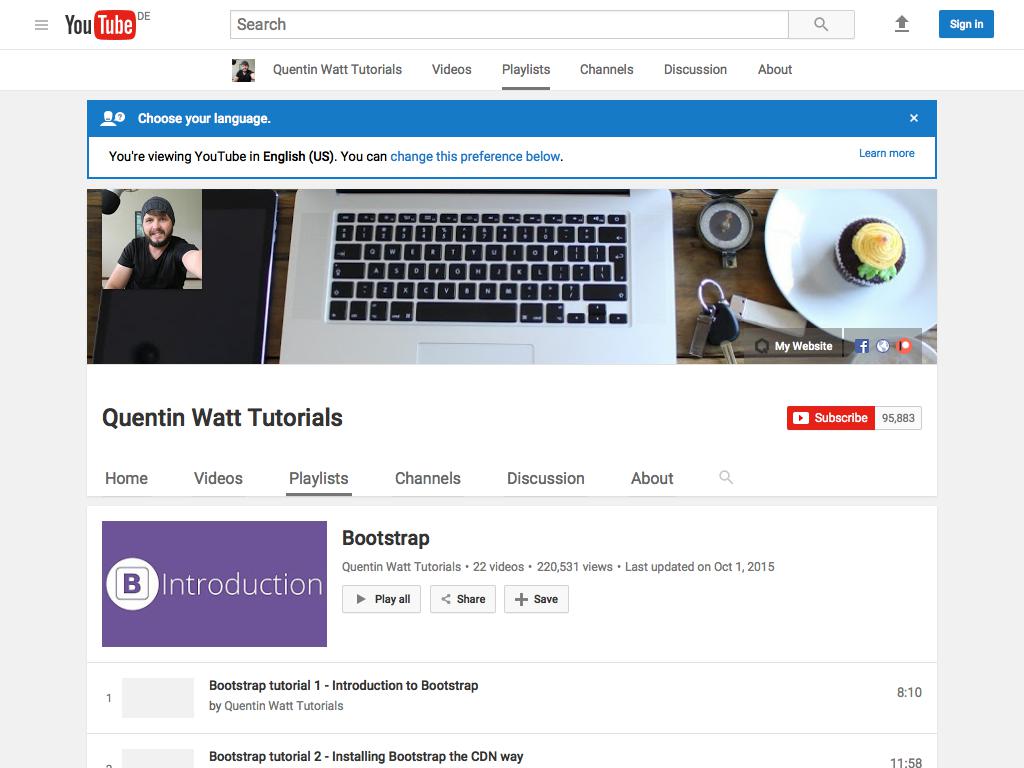 YouTube DE
Search
Sign in
Quentin Watt Tutorials Videos Playlists Channels Discussion About
Choose your language.
You're viewing YouTube in English (US). You can change this preference below.
Learn more
My Website
Quentin Watt Tutorials
Subscribe 95,883
Home Videos Playlists Channels Discussion About
B Introduction
Bootstrap
Quentin Watt Tutorials • 22 videos • 220,531 views • Last updated on Oct 1, 2015
Play all Share Save
1 Bootstrap tutorial 1 - Introduction to Bootstrap 8:10
by Quentin Watt Tutorials
Bootstrap tutorial 2 - Installing Bootstrap the CDN way 11:58